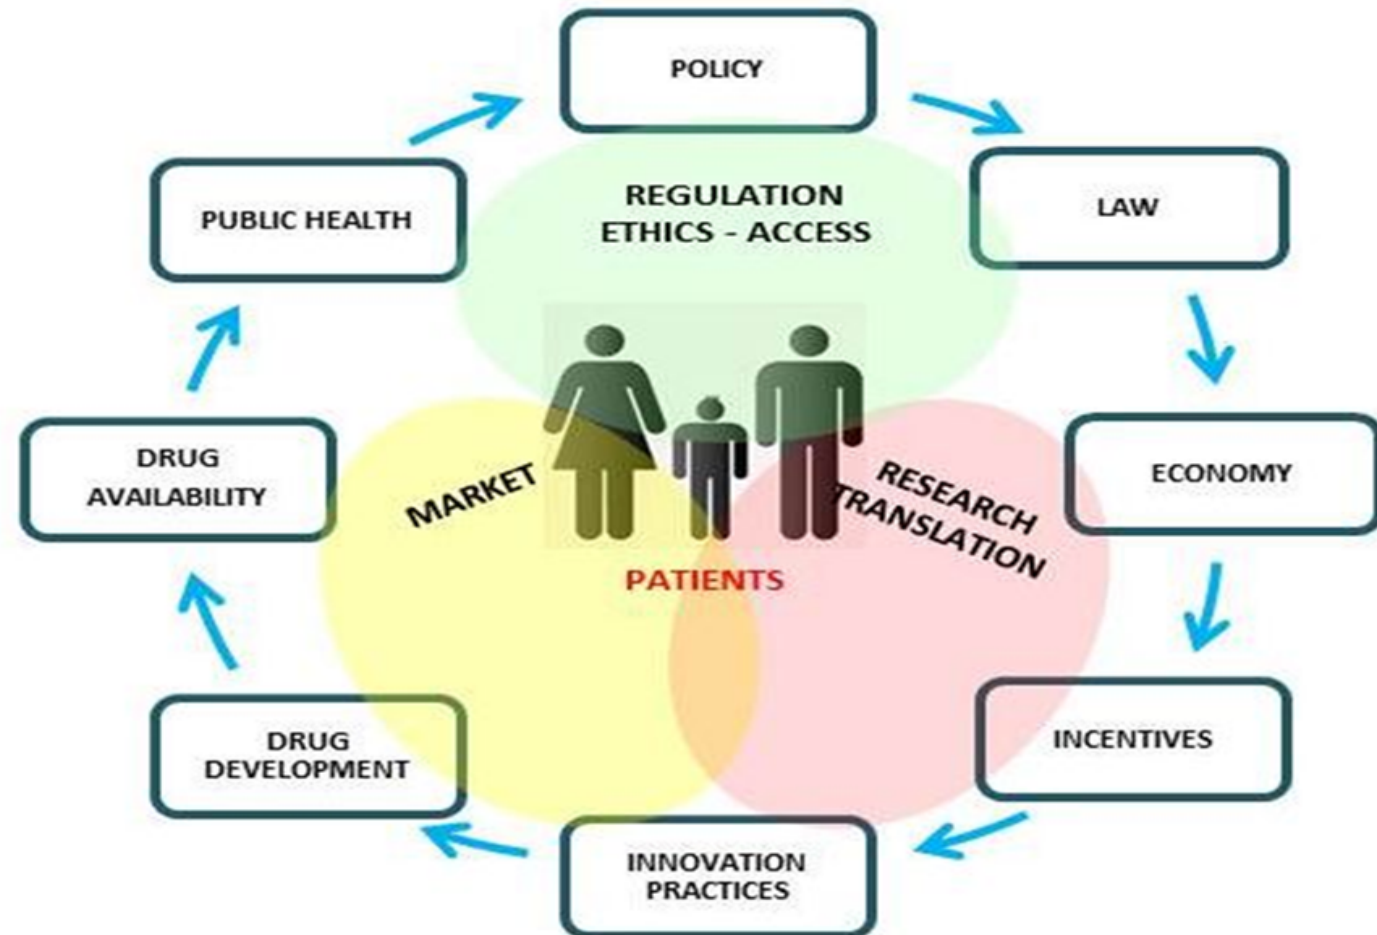 POLICY
LAW
ECONOMY
INCENTIVES
INNOVATION
PRACTICES
DRUG
DEVELOPMENT
DRUG
AVAILABILITY
PUBLIC HEALTH
REGULATION
ETHICS - ACCESS
MARKET
RESEARCH
TRANSLATION
PATIENTS